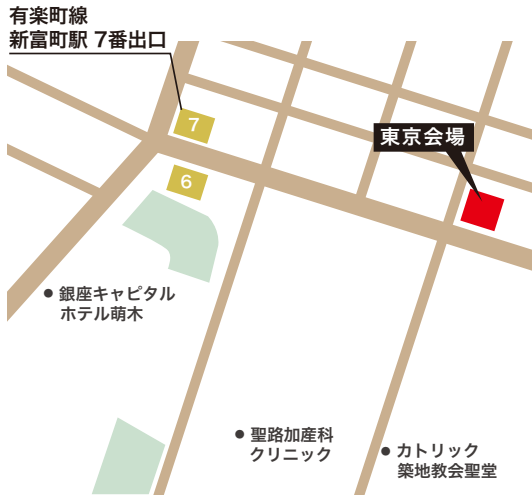 有楽町線
新富町駅 7番出口
7
東京会場
6
銀座キャピタル
ホテル萌木
聖路加産科
クリニック
カトリック
築地教会聖堂